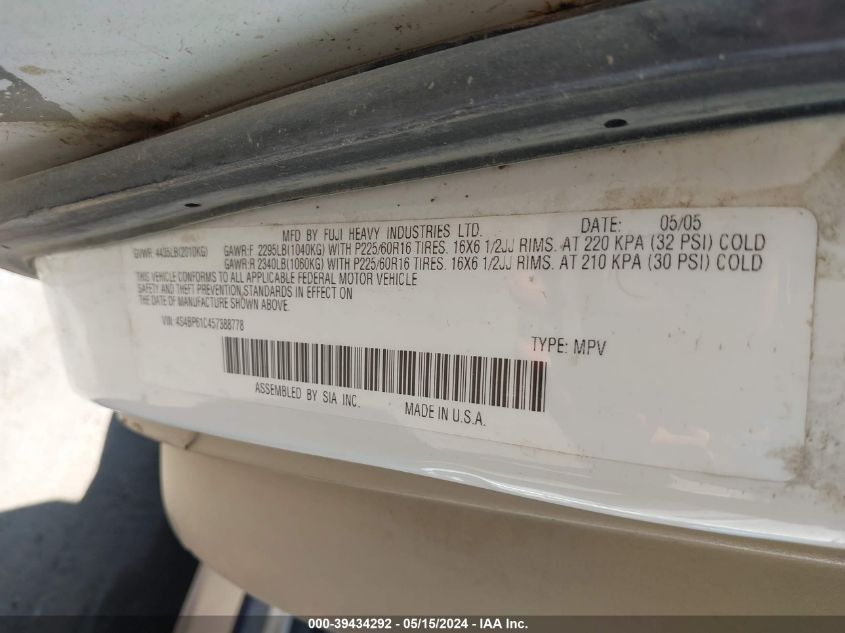 MFD BY FUJI HEAVY INDUSTRIES LTD. DATE: 05/05
GVWR: 4435LB(2010KG) GAWR:F 2295LB(1040KG) WITH P225/60R16 TIRES. 16X6 1/2JJ RIMS. AT 220 KPA (32 PSI) COLD
GAWR:R 2340LB(1060KG) WITH P225/60R16 TIRES. 16X6 1/2JJ RIMS. AT 210 KPA (30 PSI) COLD
THIS VEHICLE CONFORMS TO ALL APPLICABLE FEDERAL MOTOR VEHICLE
SAFETY AND THEFT PREVENTION STANDARDS IN EFFECT ON
THE DATE OF MANUFACTURE SHOWN ABOVE.
VIN: 4S4BP61C457388778
TYPE: MPV
ASSEMBLED BY SIA INC. MADE IN U.S.A.
000-39434292 - 05/15/2024 - IAA Inc.